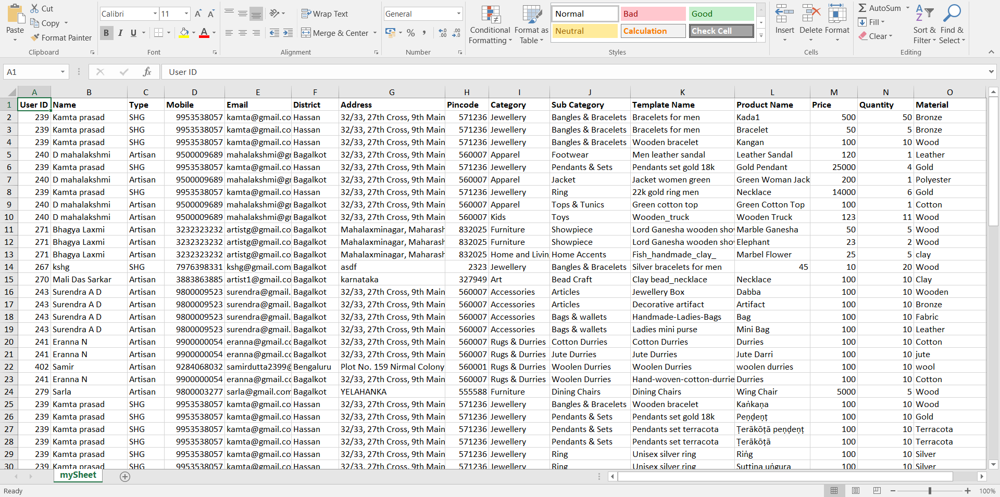 Cut
Copy
Format Painter
Paste
Clipboard
Calibri 11
B I U
Font
Wrap Text
Merge & Center
Alignment
General
%
Number
Conditional Formatting
Format as Table
Normal Bad Good
Neutral Calculation Check Cell
Styles
Insert Delete Format
Cells
AutoSum
Fill
Clear
Sort & Filter
Find & Select
Editing
A1 fx User ID
A B C D E F G H I J K L M N O
1 User ID Name Type Mobile Email District Address Pincode Category Sub Category Template Name Product Name Price Quantity Material
2 239 Kamta prasad SHG 9953538057 kamta@gmail.co Hassan 32/33, 27th Cross, 9th Main 571236 Jewellery Bangles & Bracelets Bracelets for men Kada1 500 50 Bronze
3 239 Kamta prasad SHG 9953538057 kamta@gmail.co Hassan 32/33, 27th Cross, 9th Main 571236 Jewellery Bangles & Bracelets Bracelets for men Bracelet 50 5 Bronze
4 239 Kamta prasad SHG 9953538057 kamta@gmail.co Hassan 32/33, 27th Cross, 9th Main 571236 Jewellery Bangles & Bracelets Wooden bracelet Kangan 100 10 Wood
5 240 D mahalakshmi Artisan 9500009689 mahalakshmi@gr Bagalkot 32/33, 27th Cross, 9th Main 560007 Apparel Footwear Men leather sandal Leather Sandal 120 1 Leather
6 239 Kamta prasad SHG 9953538057 kamta@gmail.co Hassan 32/33, 27th Cross, 9th Main 571236 Jewellery Pendants & Sets Pendants set gold 18k Gold Pendant 25000 4 Gold
7 240 D mahalakshmi Artisan 9500009689 mahalakshmi@gr Bagalkot 32/33, 27th Cross, 9th Main 560007 Apparel Jacket Jacket women green Green Woman Jack 200 1 Polyester
8 239 Kamta prasad SHG 9953538057 kamta@gmail.co Hassan 32/33, 27th Cross, 9th Main 571236 Jewellery Ring 22k gold ring men Necklace 14000 6 Gold
9 240 D mahalakshmi Artisan 9500009689 mahalakshmi@gr Bagalkot 32/33, 27th Cross, 9th Main 560007 Apparel Tops & Tunics Green cotton top Green Cotton Top 100 1 Cotton
10 240 D mahalakshmi Artisan 9500009689 mahalakshmi@gr Bagalkot 32/33, 27th Cross, 9th Main 560007 Kids Toys Wooden_truck Wooden Truck 123 11 Wood
11 271 Bhagya Laxmi Artisan 3232323232 artistg@gmail.co Bagalkot Mahalaxminagar, Maharash 832025 Furniture Showpiece Lord Ganesha wooden sho Marble Ganesha 50 5 Wood
12 271 Bhagya Laxmi Artisan 3232323232 artistg@gmail.co Bagalkot Mahalaxminagar, Maharash 832025 Furniture Showpiece Lord Ganesha wooden sho Elephant 23 2 Wood
13 271 Bhagya Laxmi Artisan 3232323232 artistg@gmail.co Bagalkot Mahalaxminagar, Maharash 832025 Home and Livin Home Accents Fish_handmade_clay_ Marbel Flower 25 5 clay
14 267 kshg SHG 7976398331 kshg@gmail.com Bagalkot asdf 2323 Jewellery Bangles & Bracelets Silver bracelets for men 45 10 20 Wood
15 270 Mali Das Sarkar Artisan 3883863885 artist1@gmail.co Bagalkot karnataka 327949 Art Bead Craft Clay bead_necklace Necklace 100 10 Clay
16 243 Surendra A D Artisan 9800009523 surendra@gmail. Bagalkot 32/33, 27th Cross, 9th Main 560007 Accessories Articles Jewellery Box Dabba 100 10 Wooden
17 243 Surendra A D Artisan 9800009523 surendra@gmail. Bagalkot 32/33, 27th Cross, 9th Main 560007 Accessories Articles Decorative artifact Artifact 100 10 Bronze
18 243 Surendra A D Artisan 9800009523 surendra@gmail. Bagalkot 32/33, 27th Cross, 9th Main 560007 Accessories Bags & wallets Handmade-Ladies-Bags Bag 100 10 Fabric
19 243 Surendra A D Artisan 9800009523 surendra@gmail. Bagalkot 32/33, 27th Cross, 9th Main 560007 Accessories Bags & wallets Ladies mini purse Mini Bag 100 10 Leather
20 241 Eranna N Artisan 9900000054 eranna@gmail.cc Bagalkot 32/33, 27th Cross, 9th Main 560007 Rugs & Durries Cotton Durries Cotton Durries Durries 100 10 Cotton
21 241 Eranna N Artisan 9900000054 eranna@gmail.cc Bagalkot 32/33, 27th Cross, 9th Main 560007 Rugs & Durries Jute Durries Jute Durries Jute Darri 100 10 jute
22 402 Samir Artisan 9284068032 samirdutta2399@ Bengaluru Plot No. 159 Nirmal Colony 560001 Rugs & Durries Woolen Durries Woolen Durries woolen durries 100 10 wool
23 241 Eranna N Artisan 9900000054 eranna@gmail.cc Bagalkot 32/33, 27th Cross, 9th Main 560007 Rugs & Durries Woolen Durries Hand-woven-cotton-durrie Durries 100 10 Cotton
24 279 Sarla Artisan 9800003277 sarla@gmail.com Bagalkot YELAHANKA 555588 Furniture Dining Chairs Dining Chairs Wing Chair 5000 5 Wood
25 239 Kamta prasad SHG 9953538057 kamta@gmail.co Hassan 32/33, 27th Cross, 9th Main 571236 Jewellery Bangles & Bracelets Wooden bracelet Kaṅkaṇa 100 10 Wood
26 239 Kamta prasad SHG 9953538057 kamta@gmail.co Hassan 32/33, 27th Cross, 9th Main 571236 Jewellery Pendants & Sets Pendants set gold 18k Peṇḍeṇṭ 100 10 Gold
27 239 Kamta prasad SHG 9953538057 kamta@gmail.co Hassan 32/33, 27th Cross, 9th Main 571236 Jewellery Pendants & Sets Pendants set terracota Ṭerākōṭā peṇḍeṇṭ 100 10 Terracota
28 239 Kamta prasad SHG 9953538057 kamta@gmail.co Hassan 32/33, 27th Cross, 9th Main 571236 Jewellery Pendants & Sets Pendants set terracota Ṭerākōṭā 100 10 Terracota
29 239 Kamta prasad SHG 9953538057 kamta@gmail.co Hassan 32/33, 27th Cross, 9th Main 571236 Jewellery Ring Unisex silver ring Riṅg 100 10 Silver
30 239 Kamta prasad SHG 9953538057 kamta@gmail.co Hassan 32/33, 27th Cross, 9th Main 571236 Jewellery Ring Unisex silver ring Suttina uṅgura 100 10 Silver
mySheet
Ready 100%